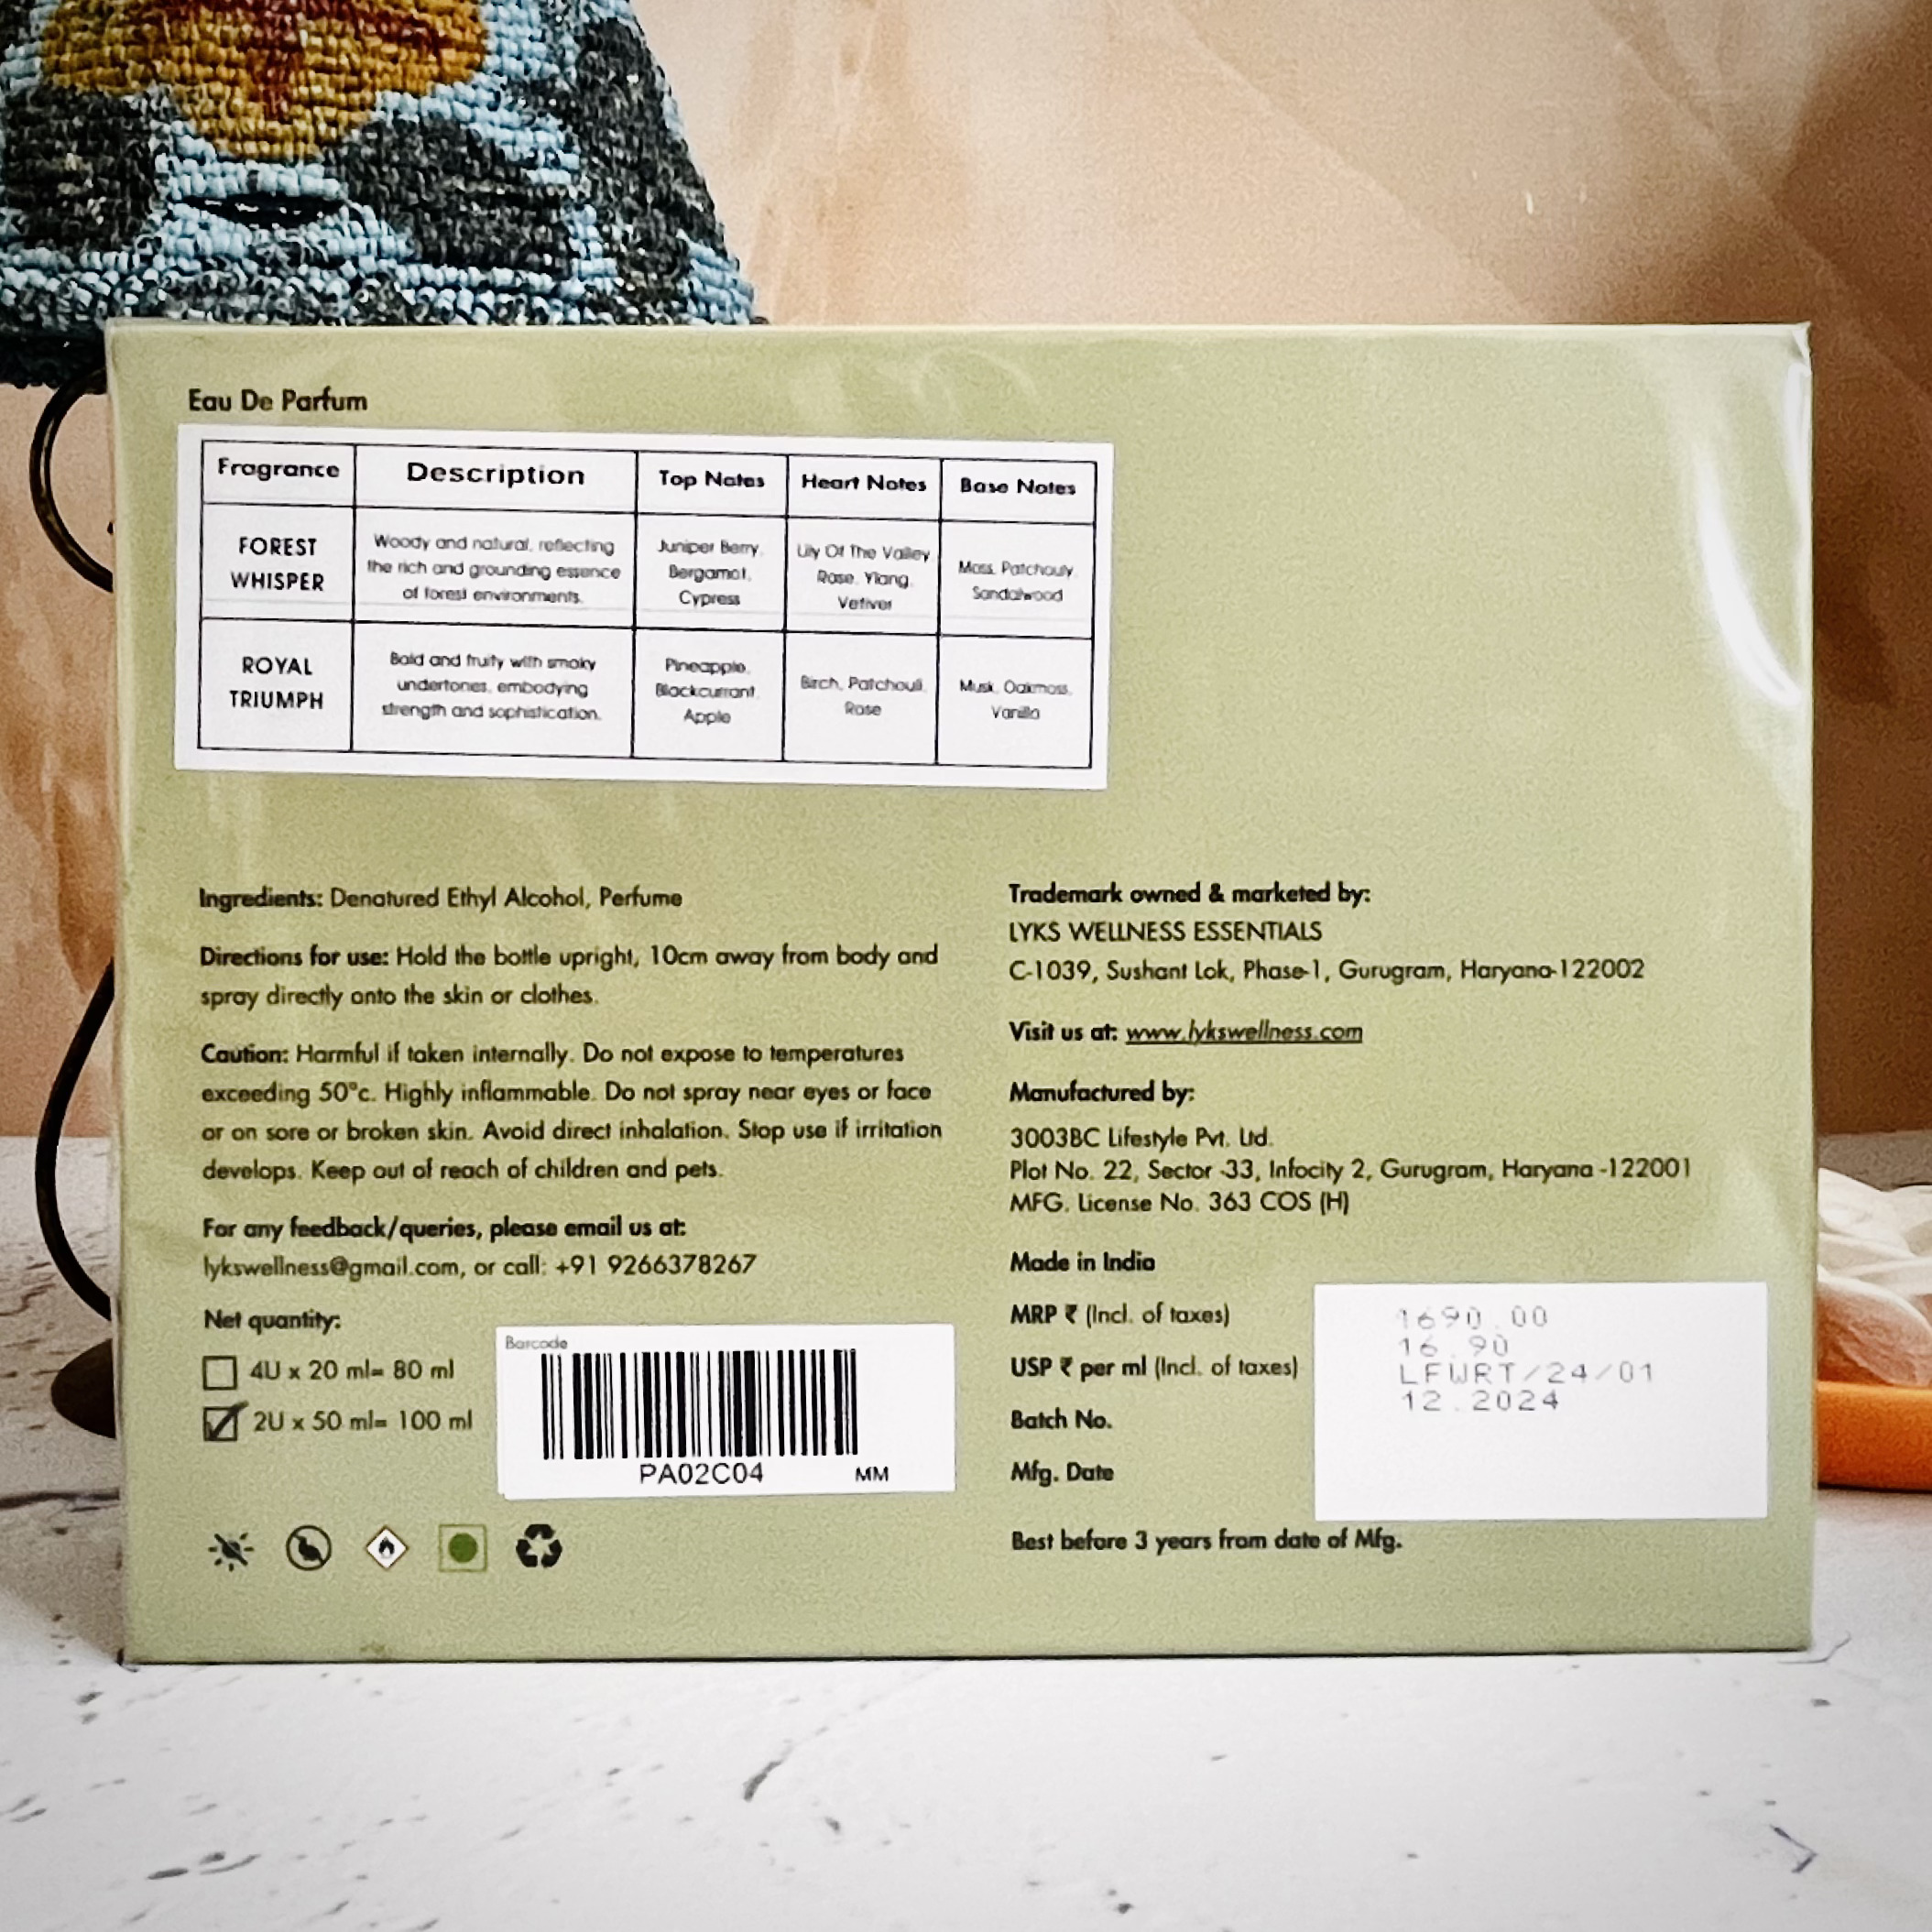 Eau De Parfum
Fragrance
Description
Top Notes
Heart Notes
Base Notes
FOREST
WHISPER
Woody and natural, reflecting
the rich and grounding essence
of forest environments.
Juniper Berry,
Bergamot,
Cypress
Lily Of The Valley
Rose, Ylang,
Vetiver
Moss, Patchouly,
Sandalwood
ROYAL
TRIUMPH
Bold and fruity with smoky
undertones, embodying
strength and sophistication.
Pineapple,
Blackcurrant,
Apple
Birch, Patchouli,
Rose
Musk, Oakmoss,
Vanilla
Ingredients: Denatured Ethyl Alcohol, Perfume
Directions for use: Hold the bottle upright, 10cm away from body and
spray directly onto the skin or clothes.
Caution: Harmful if taken internally. Do not expose to temperatures
exceeding 50°c. Highly inflammable. Do not spray near eyes or face
or on sore or broken skin. Avoid direct inhalation. Stop use if irritation
develops. Keep out of reach of children and pets.
For any feedback/queries, please email us at:
lykswellness@gmail.com, or call: +91 9266378267
Net quantity:
4U x 20 ml= 80 ml
2U x 50 ml= 100 ml
Barcode
PA02C04
MM
Trademark owned & marketed by:
LYKS WELLNESS ESSENTIALS
C-1039, Sushant Lok, Phase-1, Gurugram, Haryana-122002
Visit us at: www.lykswellness.com
Manufactured by:
3003BC Lifestyle Pvt. Ltd.
Plot No. 22, Sector -33, Infocity 2, Gurugram, Haryana -122001
MFG. License No. 363 COS (H)
Made in India
MRP ₹ (Incl. of taxes)
USP ₹ per ml (Incl. of taxes)
Batch No.
Mfg. Date
1690.00
16.90
LFWRT/24/01
12.2024
Best before 3 years from date of Mfg.